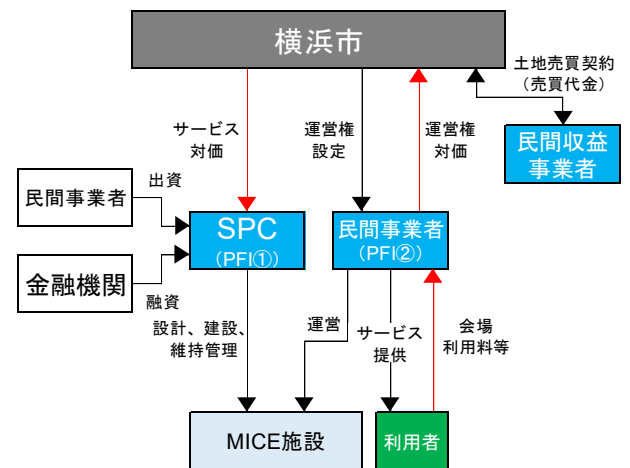 横浜市
土地売買契約
（売買代金）
サービス
対価
運営権
設定
運営権
対価
民間収益
事業者
民間事業者
出資
SPC
（PFI①）
民間事業者
（PFI②）
金融機関
融資
設計、建設、
維持管理
運営
サービス
提供
会場
利用料等
MICE施設
利用者